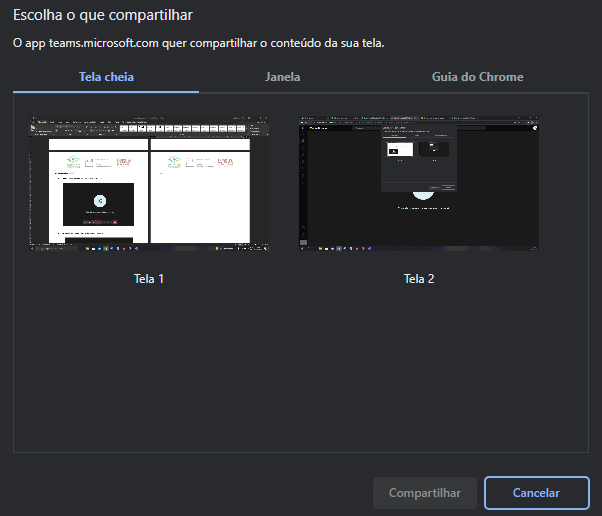 Escolha o que compartilhar
O app teams.microsoft.com quer compartilhar o conteúdo da sua tela.
Tela cheia Janela Guia do Chrome
Tela 1 Tela 2
Compartilhar Cancelar